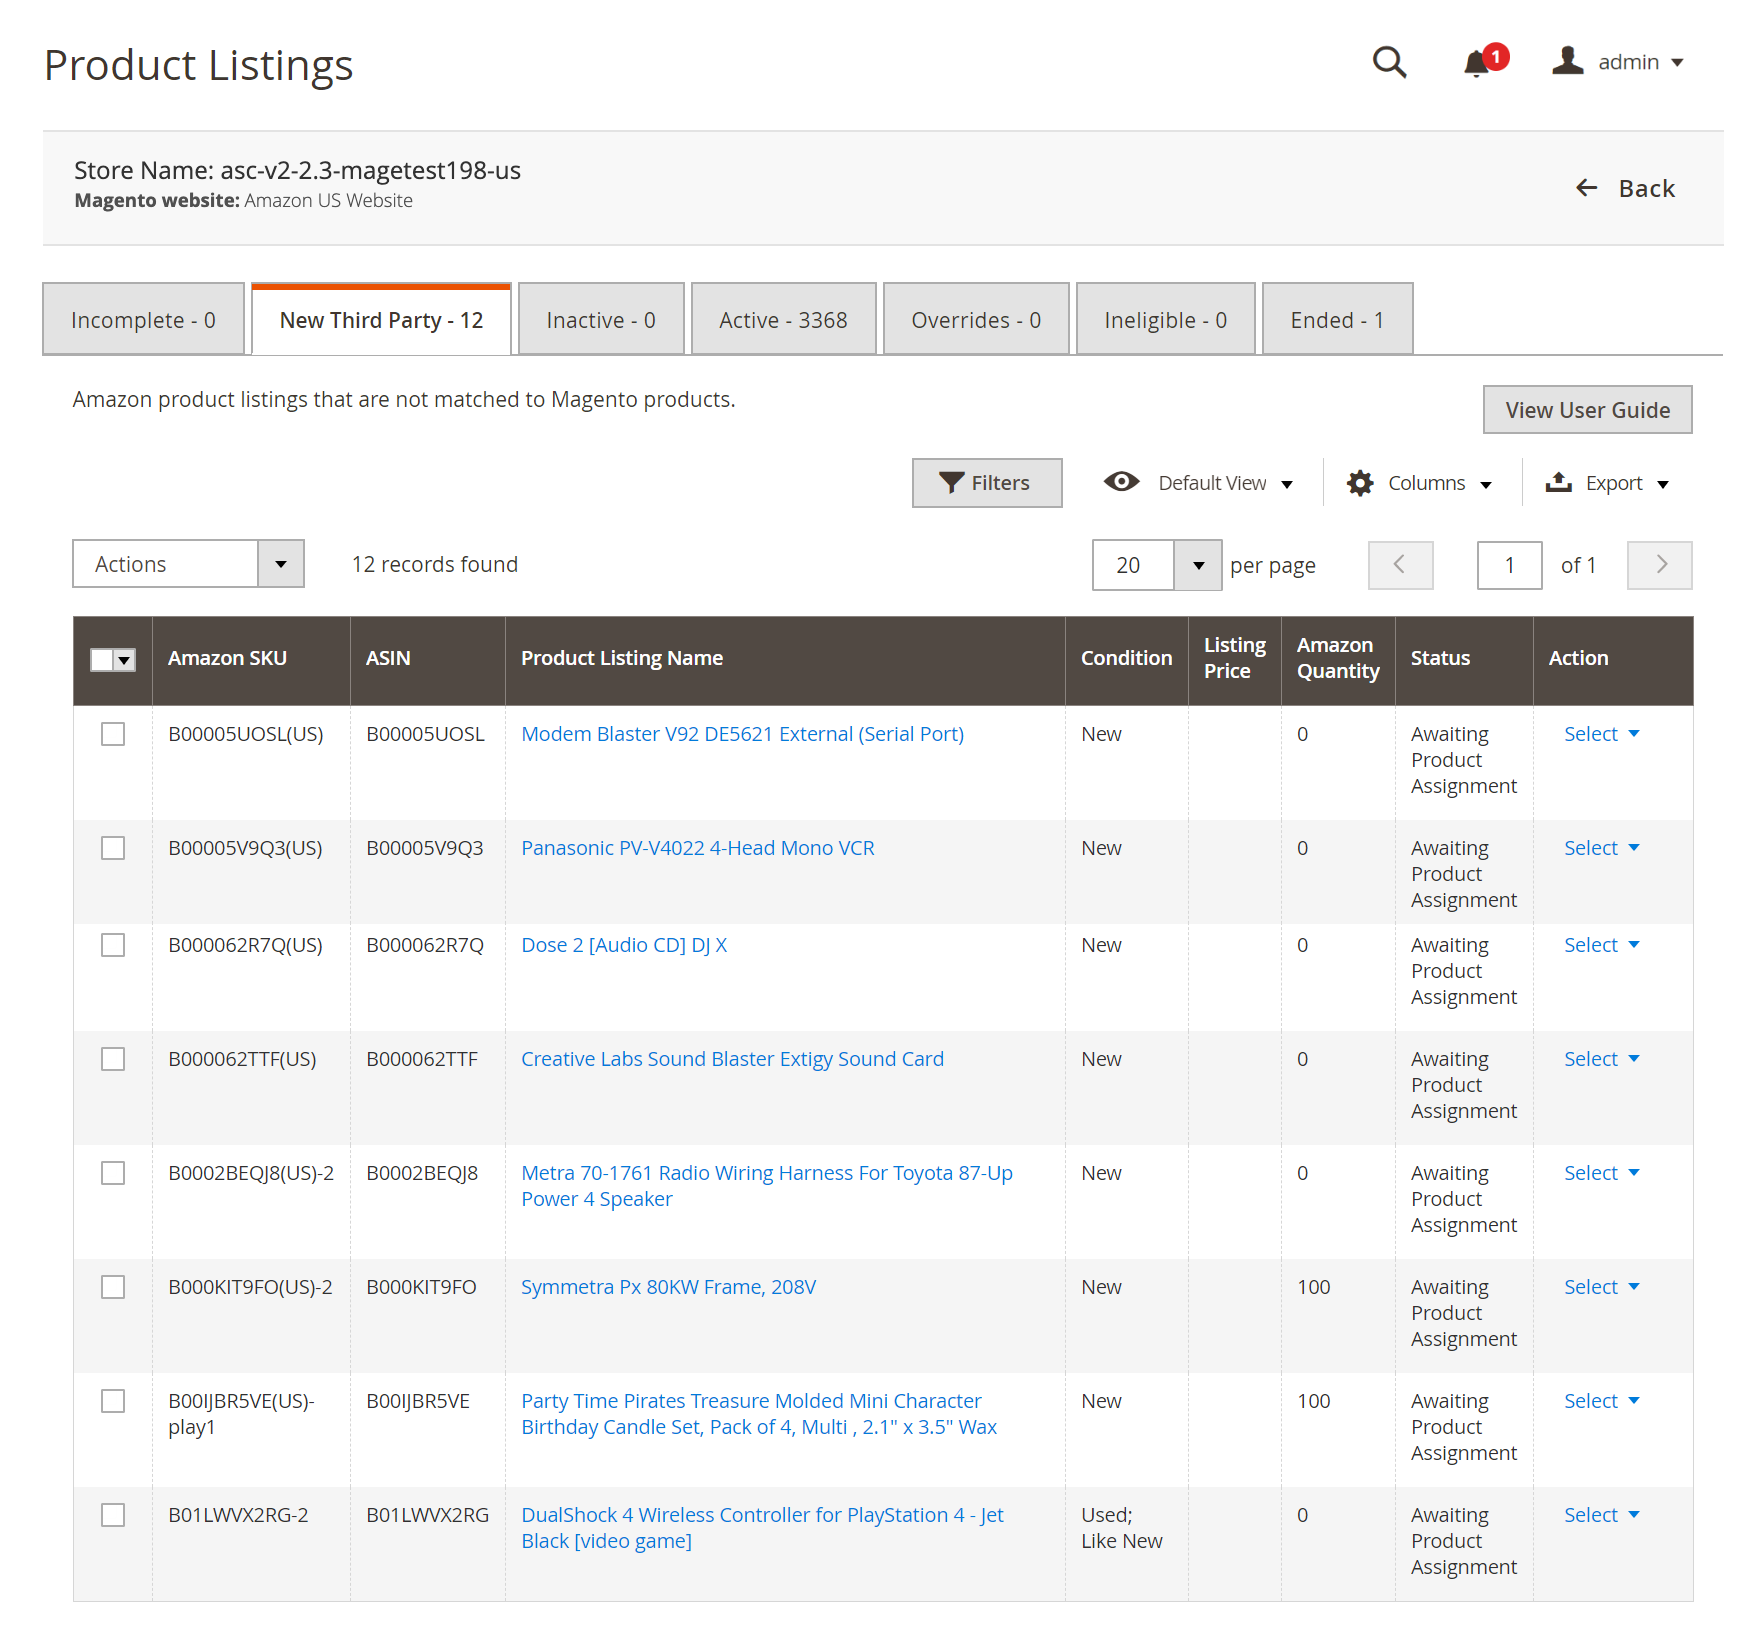 Product Listings
1
admin
Store Name: asc-v2-2.3-magetest198-us
Magento website: Amazon US Website
Back
Incomplete - 0
New Third Party - 12
Inactive - 0
Active - 3368
Overrides - 0
Ineligible - 0
Ended - 1
Amazon product listings that are not matched to Magento products.
View User Guide
Filters
Default View
Columns
Export
Actions
12 records found
20
per page
1
of 1
Amazon SKU
ASIN
Product Listing Name
Condition
Listing
Price
Amazon
Quantity
Status
Action
B00005UOSL(US)
B00005UOSL
Modem Blaster V92 DE5621 External (Serial Port)
New
0
Awaiting
Product
Assignment
Select
B00005V9Q3(US)
B00005V9Q3
Panasonic PV-V4022 4-Head Mono VCR
New
0
Awaiting
Product
Assignment
Select
B000062R7Q(US)
B000062R7Q
Dose 2 [Audio CD] DJ X
New
0
Awaiting
Product
Assignment
Select
B000062TTF(US)
B000062TTF
Creative Labs Sound Blaster Extigy Sound Card
New
0
Awaiting
Product
Assignment
Select
B0002BEQJ8(US)-2
B0002BEQJ8
Metra 70-1761 Radio Wiring Harness For Toyota 87-Up
Power 4 Speaker
New
0
Awaiting
Product
Assignment
Select
B000KIT9FO(US)-2
B000KIT9FO
Symmetra Px 80KW Frame, 208V
New
100
Awaiting
Product
Assignment
Select
B00IJBR5VE(US)-
play1
B00IJBR5VE
Party Time Pirates Treasure Molded Mini Character
Birthday Candle Set, Pack of 4, Multi , 2.1" x 3.5" Wax
New
100
Awaiting
Product
Assignment
Select
B01LWVX2RG-2
B01LWVX2RG
DualShock 4 Wireless Controller for PlayStation 4 - Jet
Black [video game]
Used;
Like New
0
Awaiting
Product
Assignment
Select